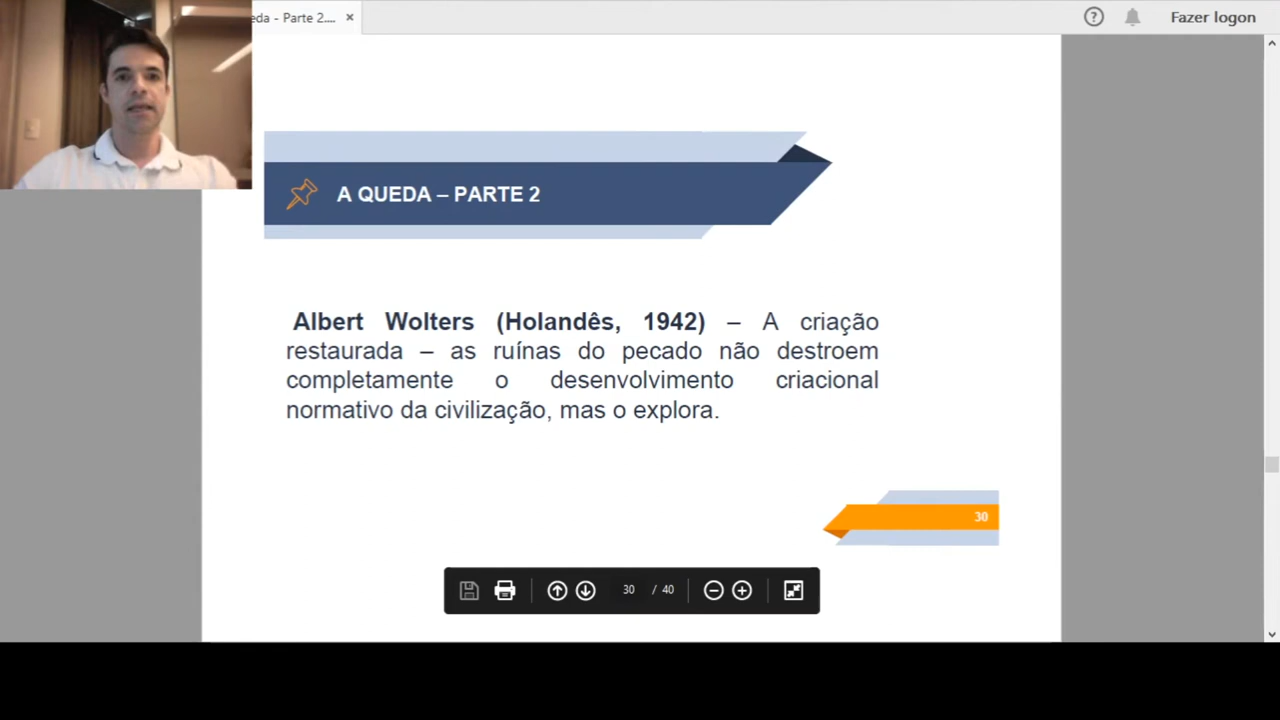 eda - Parte 2.... ×
? Fazer logon
A QUEDA – PARTE 2
Albert Wolters (Holandês, 1942) – A criação
restaurada – as ruínas do pecado não destroem
completamente o desenvolvimento criacional
normativo da civilização, mas o explora.
30
30 / 40